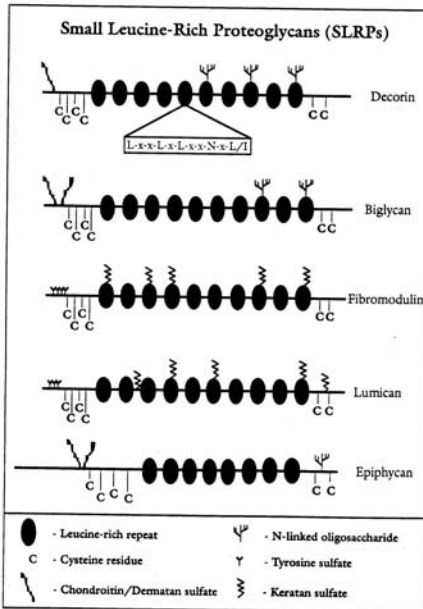 Small Leucine-Rich Proteoglycans (SLRPs)
C C C C
C C
Decorin
L-x-x-L-x-L-x-x-N-x-L/I
C C C C
C C
Biglycan
C C C C
C C
Fibromodulin
C C C C
C C
Lumican
C C C C
C C
Epiphycan
- Leucine-rich repeat
- N-linked oligosaccharide
C - Cysteine residue
- Tyrosine sulfate
- Chondroitin/Dermatan sulfate
- Keratan sulfate